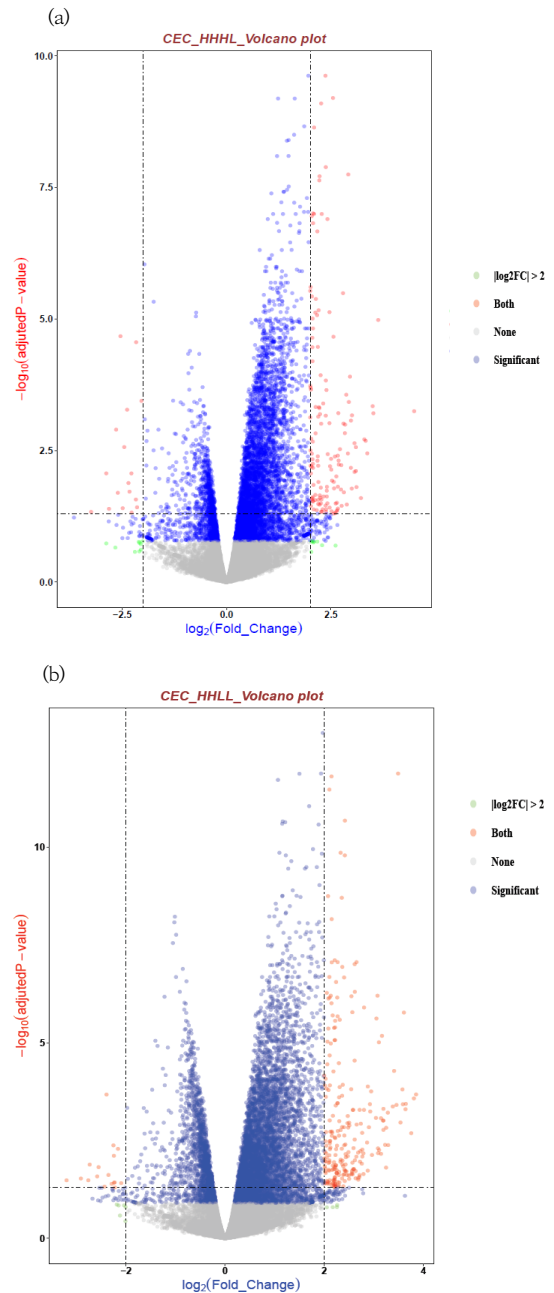 (a)
CEC_HHHL_Volcano plot
10.0
7.5
5.0
2.5
0.0
−log10(adjutedP−value)
−2.5 0.0 2.5
log2(Fold_Change)
|log2FC| > 2
Both
None
Significant
(b)
CEC_HHLL_Volcano plot
10
5
0
−log10(adjutedP−value)
−2 0 2 4
log2(Fold_Change)
|log2FC| > 2
Both
None
Significant